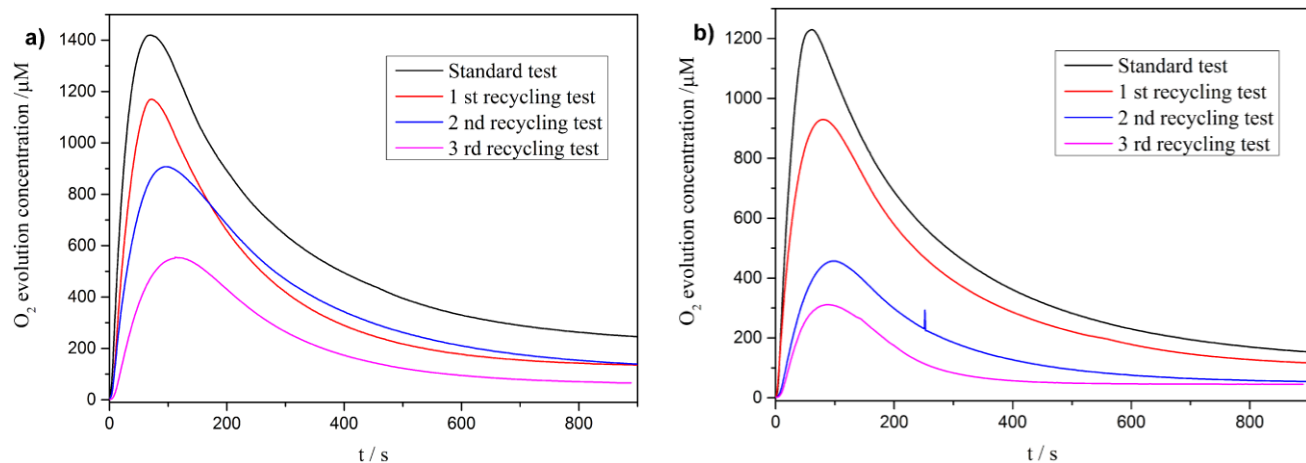 a)
O2 evolution concentration /μM
1400
1200
1000
800
600
400
200
0
Standard test
1 st recycling test
2 nd recycling test
3 rd recycling test
0 200 400 600 800
t / s
b)
O2 evolution concentration /μM
1200
1000
800
600
400
200
0
Standard test
1 st recycling test
2 nd recycling test
3 rd recycling test
0 200 400 600 800
t / s